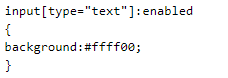 input[type="text"]:enabled
{
background:#ffff00;
}